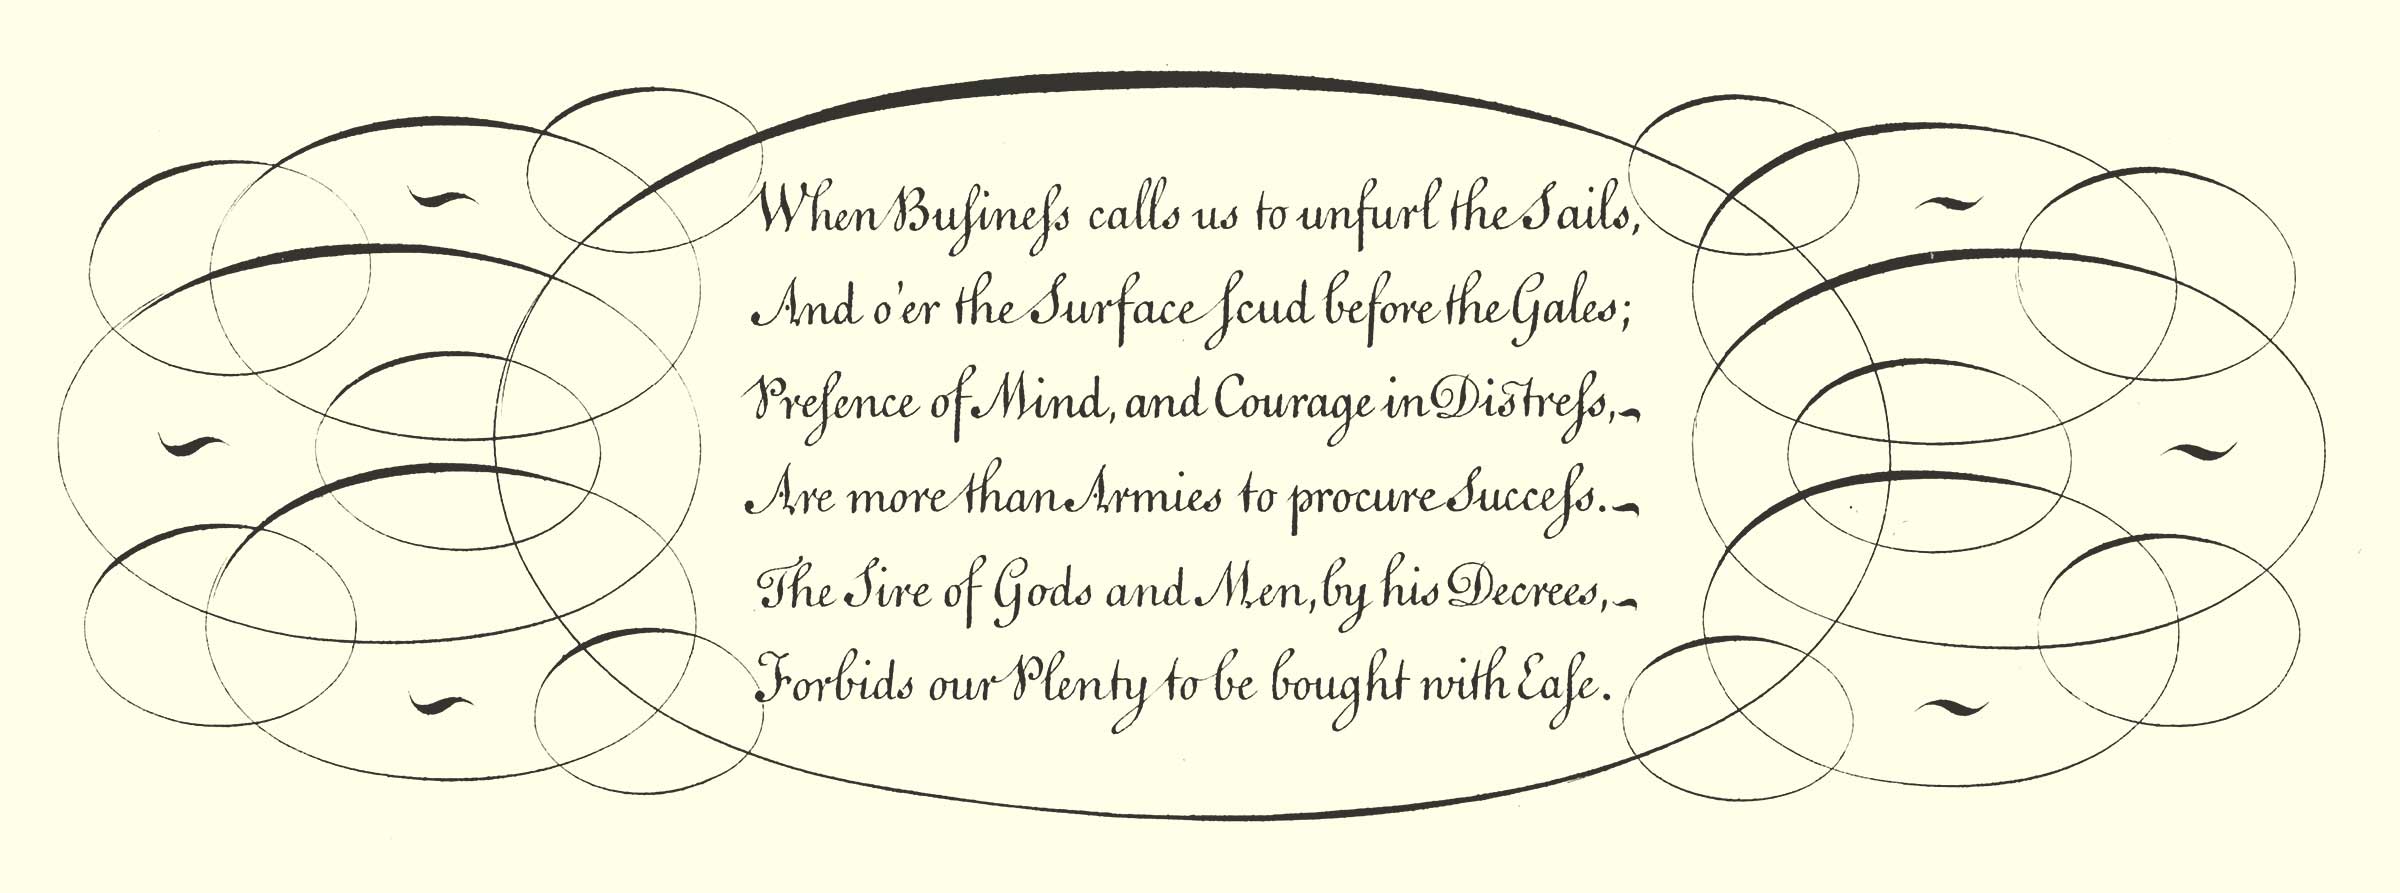 When Buſineſs calls us to unfurl the Sails,
And o'er the Surface ſcud before the Gales;
Preſence of Mind, and Courage in Diſtreſs,~
Are more than Armies to procure Succeſs.~
The Sire of Gods and Men, by his Decrees,~
Forbids our Plenty to be bought with Eaſe.